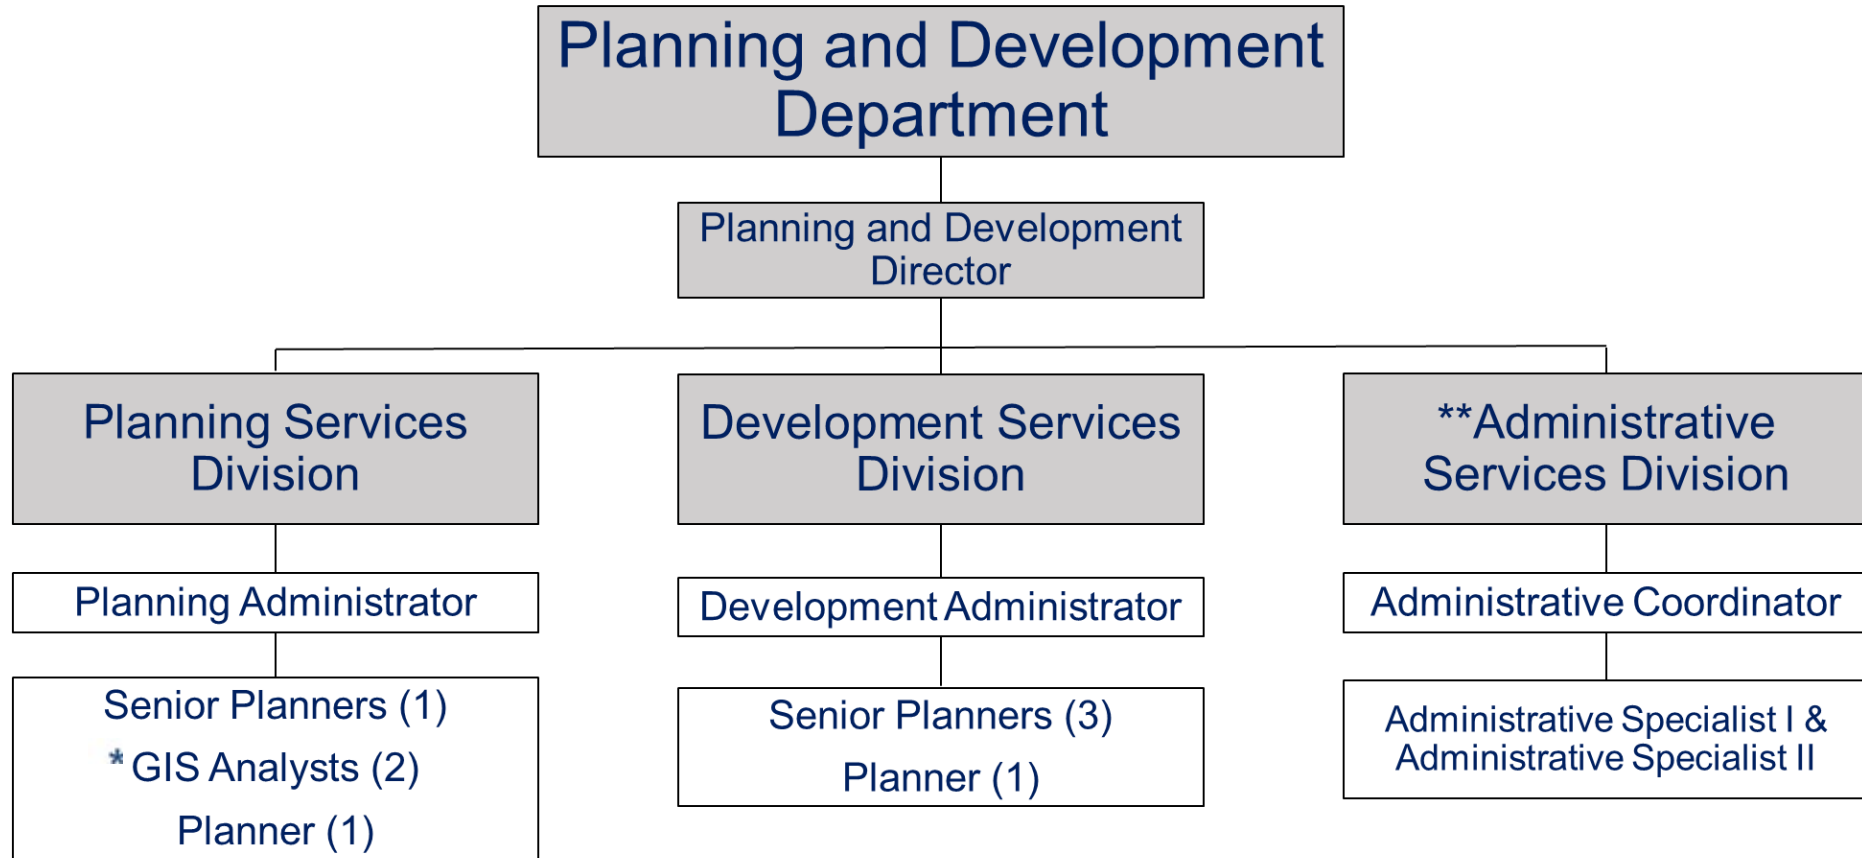 Planning and Development
Department
Planning and Development
Director
Planning Services
Division
Development Services
Division
**Administrative
Services Division
Planning Administrator
Development Administrator
Administrative Coordinator
Senior Planners (1)
* GIS Analysts (2)
Planner (1)
Senior Planners (3)
Planner (1)
Administrative Specialist I &
Administrative Specialist II